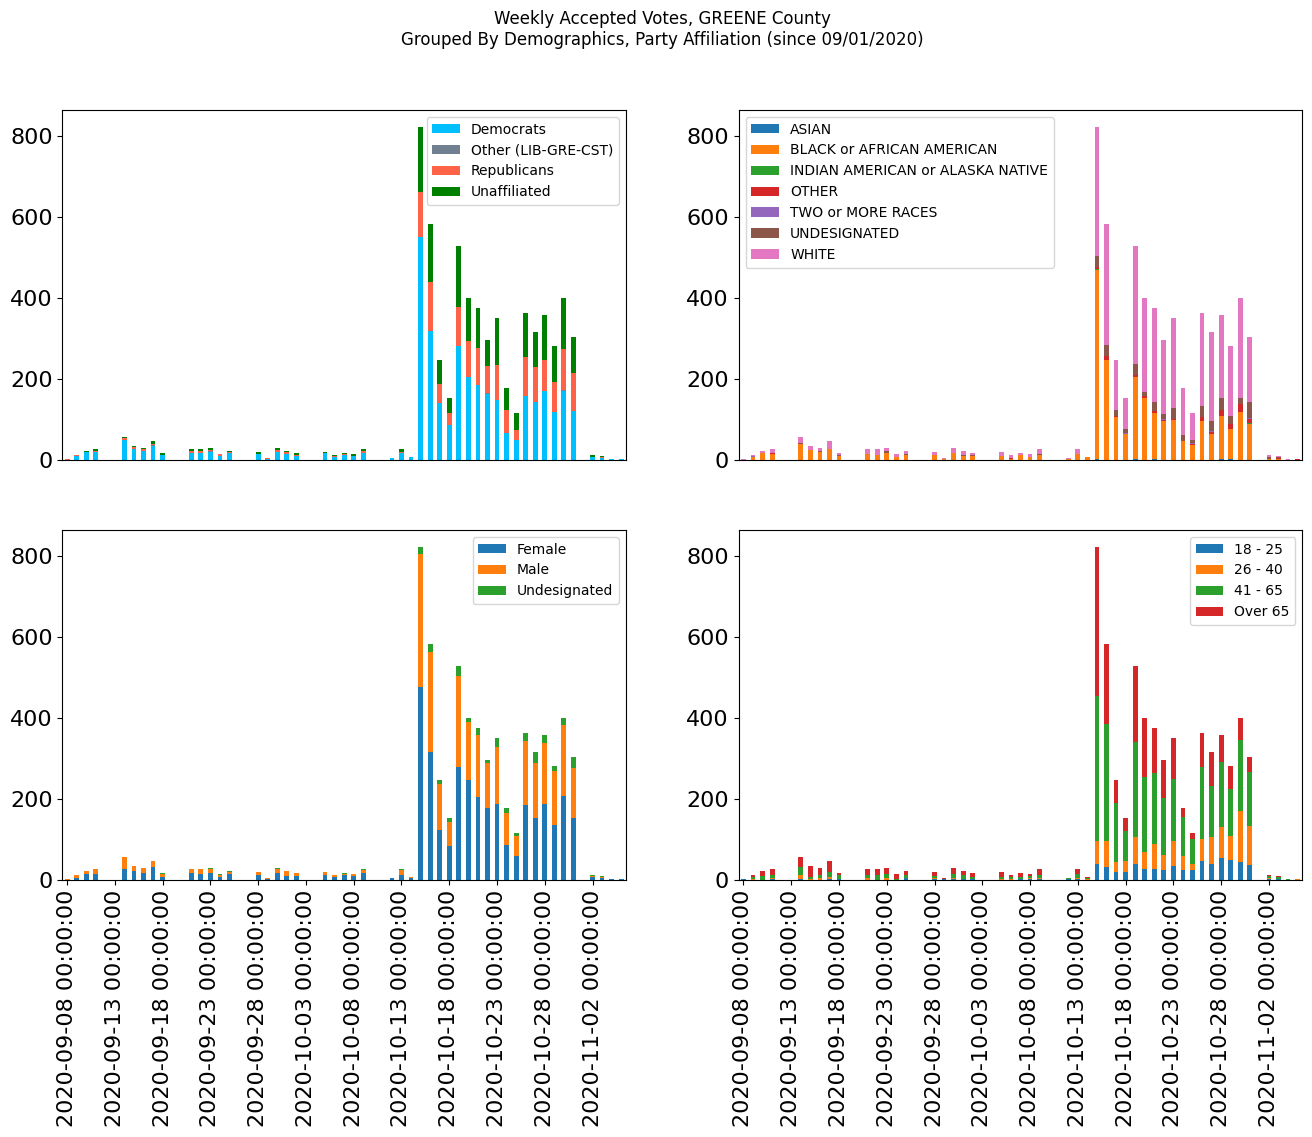 Weekly Accepted Votes, GREENE County
Grouped By Demographics, Party Affiliation (since 09/01/2020)
800
600
400
200
0
Democrats
Other (LIB-GRE-CST)
Republicans
Unaffiliated
800
600
400
200
0
ASIAN
BLACK or AFRICAN AMERICAN
INDIAN AMERICAN or ALASKA NATIVE
OTHER
TWO or MORE RACES
UNDESIGNATED
WHITE
800
600
400
200
0
Female
Male
Undesignated
2020-09-08 00:00:00
2020-09-13 00:00:00
2020-09-18 00:00:00
2020-09-23 00:00:00
2020-09-28 00:00:00
2020-10-03 00:00:00
2020-10-08 00:00:00
2020-10-13 00:00:00
2020-10-18 00:00:00
2020-10-23 00:00:00
2020-10-28 00:00:00
2020-11-02 00:00:00
800
600
400
200
0
18 - 25
26 - 40
41 - 65
Over 65
2020-09-08 00:00:00
2020-09-13 00:00:00
2020-09-18 00:00:00
2020-09-23 00:00:00
2020-09-28 00:00:00
2020-10-03 00:00:00
2020-10-08 00:00:00
2020-10-13 00:00:00
2020-10-18 00:00:00
2020-10-23 00:00:00
2020-10-28 00:00:00
2020-11-02 00:00:00